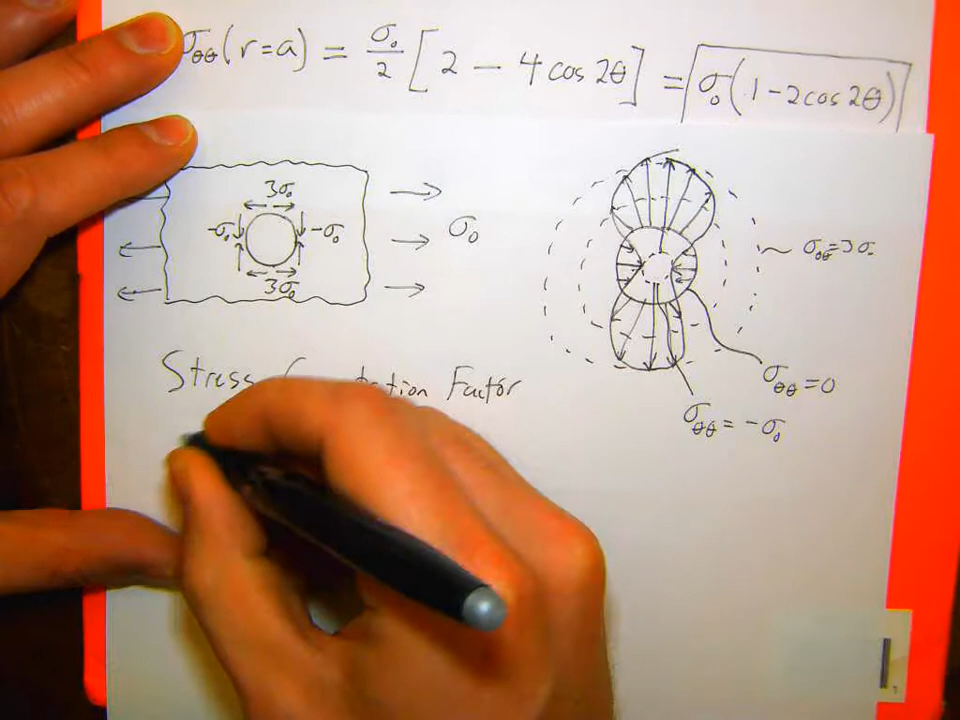 σθθ(r=a) = σ₀/2 [2 - 4 cos 2θ] = σ₀(1-2cos 2θ)
3σ₀
-σ₀ -σ₀
3σ₀
σ₀
σθθ=3σ₀
σθθ=0
σθθ=-σ₀
Stress Factor